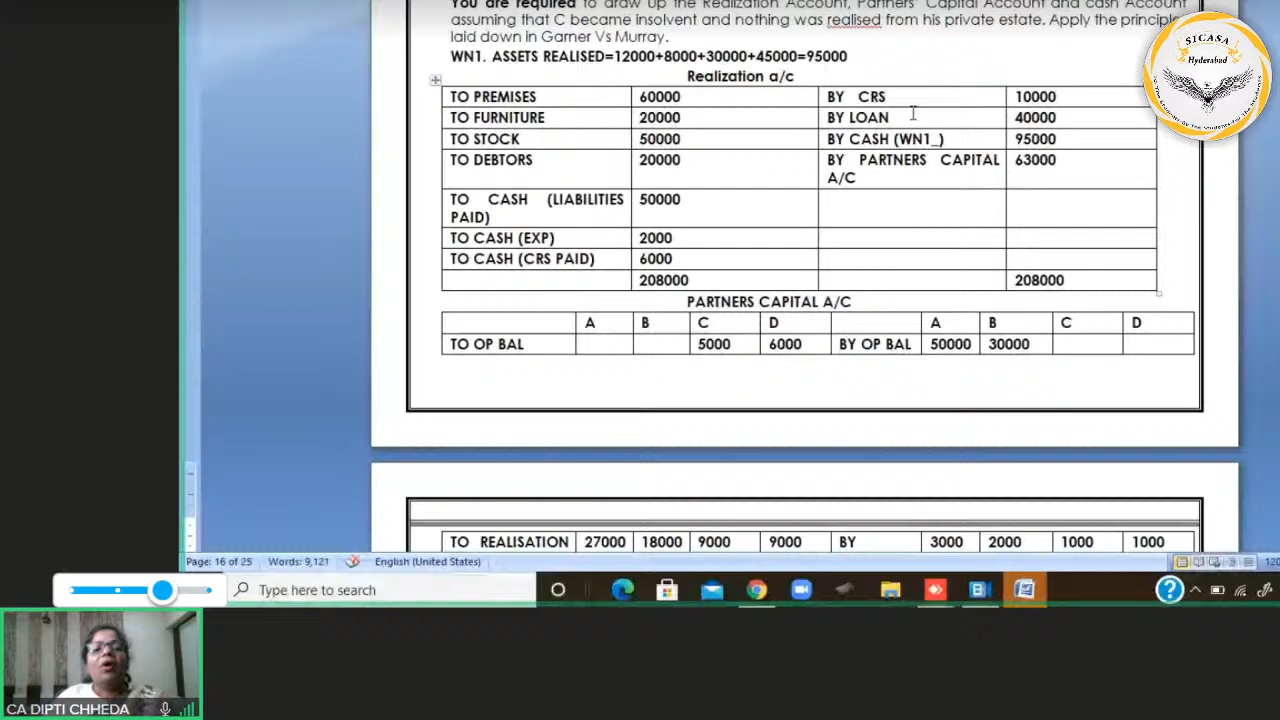 You are required to draw up the Realization Account, Partners' Capital Account and cash Account
assuming that C became insolvent and nothing was realised from his private estate. Apply the principle
laid down in Garner Vs Murray.
WN1. ASSETS REALISED=12000+8000+30000+45000=95000
Realization a/c
TO PREMISES 60000 BY CRS 10000
TO FURNITURE 20000 BY LOAN 40000
TO STOCK 50000 BY CASH (WN1_) 95000
TO DEBTORS 20000 BY PARTNERS CAPITAL 63000
A/C
TO CASH (LIABILITIES 50000
PAID)
TO CASH (EXP) 2000
TO CASH (CRS PAID) 6000
208000 208000
PARTNERS CAPITAL A/C
A B C D A B C D
TO OP BAL 5000 6000 BY OP BAL 50000 30000
TO REALISATION 27000 18000 9000 9000 BY 3000 2000 1000 1000
Page: 16 of 25 Words: 9,121 English (United States) 120
Type here to search
CA DIPTI CHHEDA
SICASA
Hyderabad